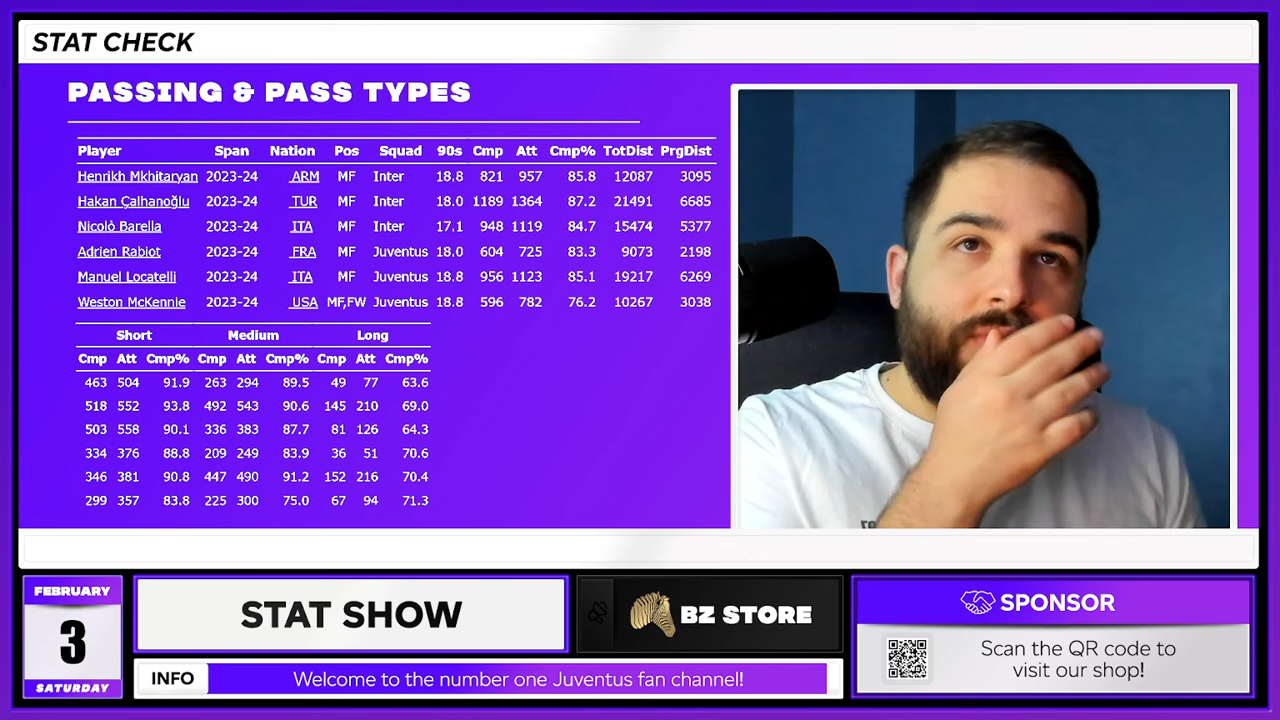 STAT CHECK
PASSING & PASS TYPES
Player Span Nation Pos Squad 90s Cmp Att Cmp% TotDist PrgDist
Henrikh Mkhitaryan 2023-24 ARM MF Inter 18.8 821 957 85.8 12087 3095
Hakan Çalhanoğlu 2023-24 TUR MF Inter 18.0 1189 1364 87.2 21491 6685
Nicolò Barella 2023-24 ITA MF Inter 17.1 948 1119 84.7 15474 5377
Adrien Rabiot 2023-24 FRA MF Juventus 18.0 604 725 83.3 9073 2198
Manuel Locatelli 2023-24 ITA MF Juventus 18.8 956 1123 85.1 19217 6269
Weston McKennie 2023-24 USA MF,FW Juventus 18.8 596 782 76.2 10267 3038
Short Medium Long
Cmp Att Cmp% Cmp Att Cmp% Cmp Att Cmp%
463 504 91.9 263 294 89.5 49 77 63.6
518 552 93.8 492 543 90.6 145 210 69.0
503 558 90.1 336 383 87.7 81 126 64.3
334 376 88.8 209 249 83.9 36 51 70.6
346 381 90.8 447 490 91.2 152 216 70.4
299 357 83.8 225 300 75.0 67 94 71.3
FEBRUARY
3
SATURDAY
STAT SHOW
BZ STORE
SPONSOR
Scan the QR code to
visit our shop!
INFO
Welcome to the number one Juventus fan channel!